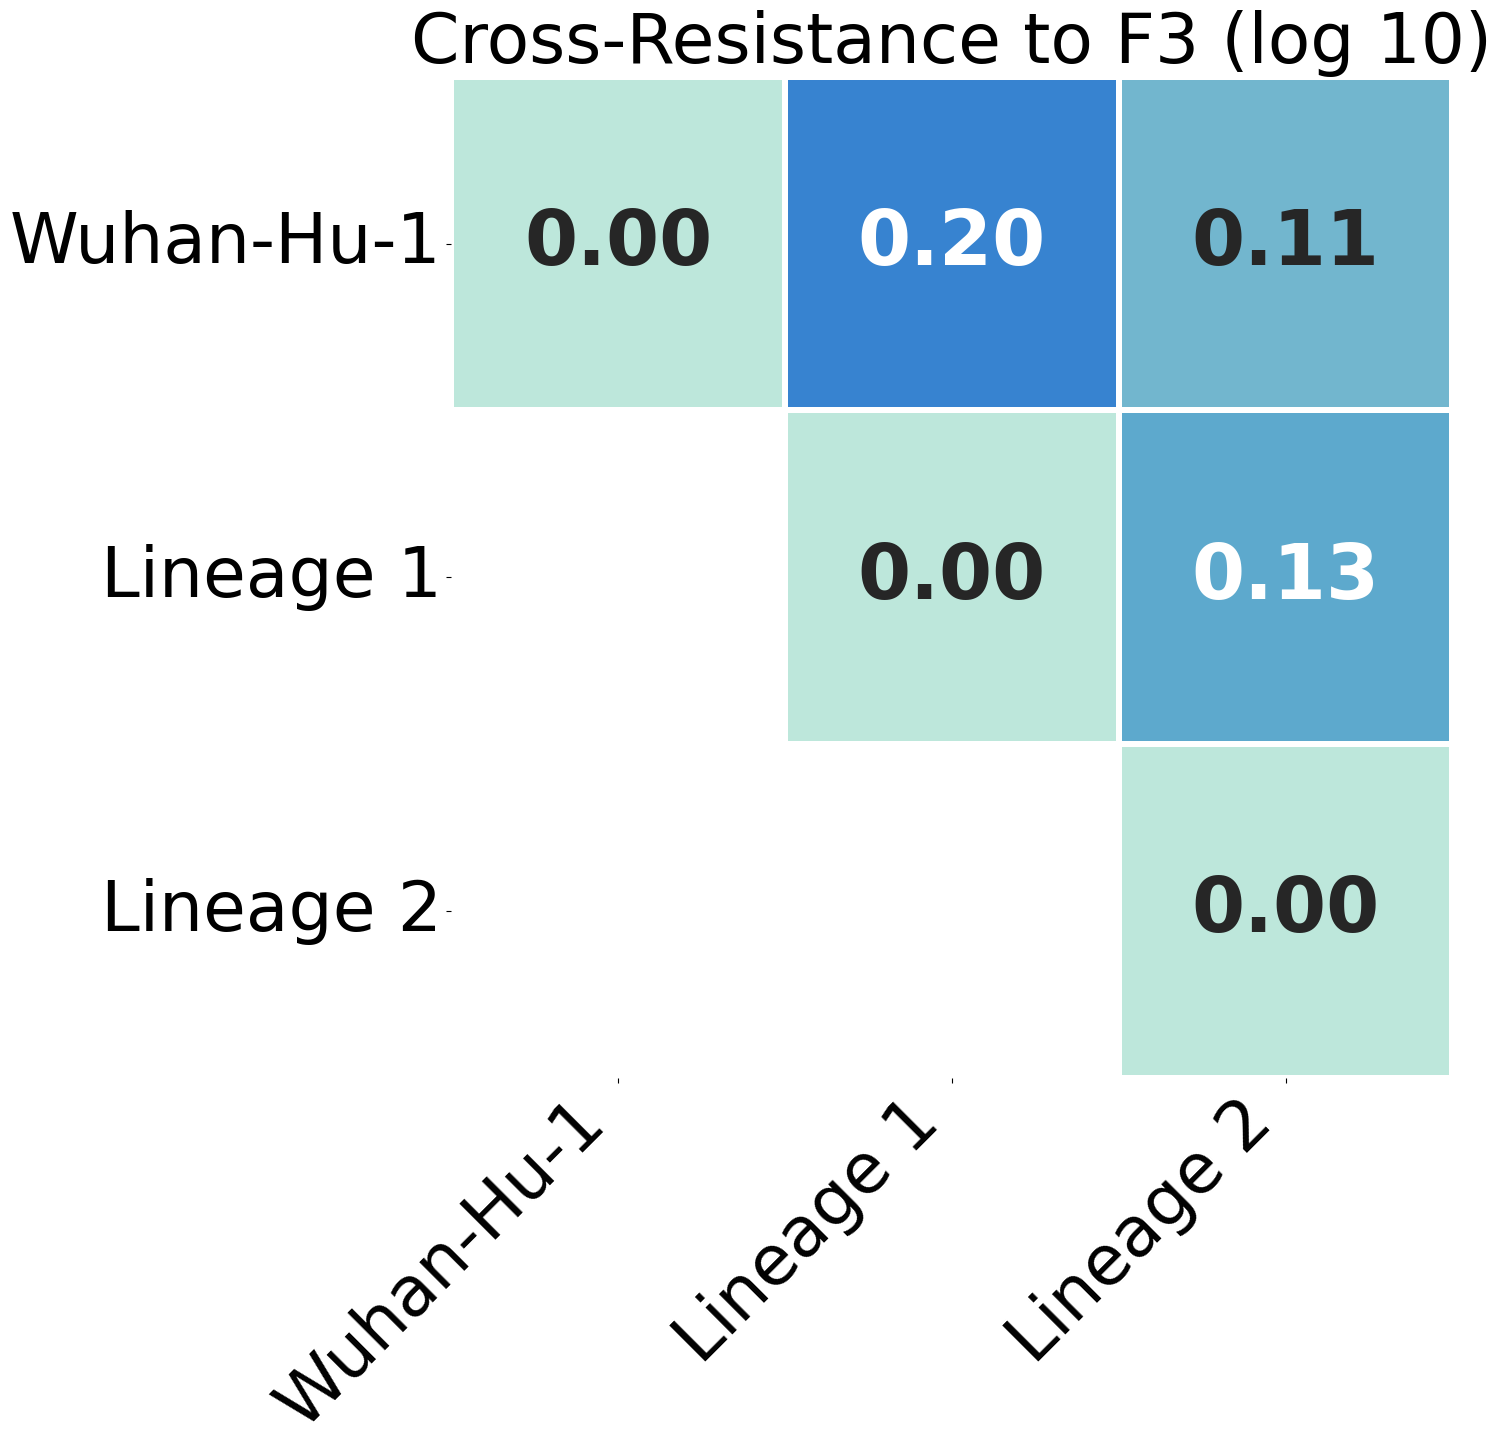 Cross-Resistance to F3 (log 10)
Wuhan-Hu-1 0.00 0.20 0.11
Lineage 1 0.00 0.13
Lineage 2 0.00
Wuhan-Hu-1 Lineage 1 Lineage 2